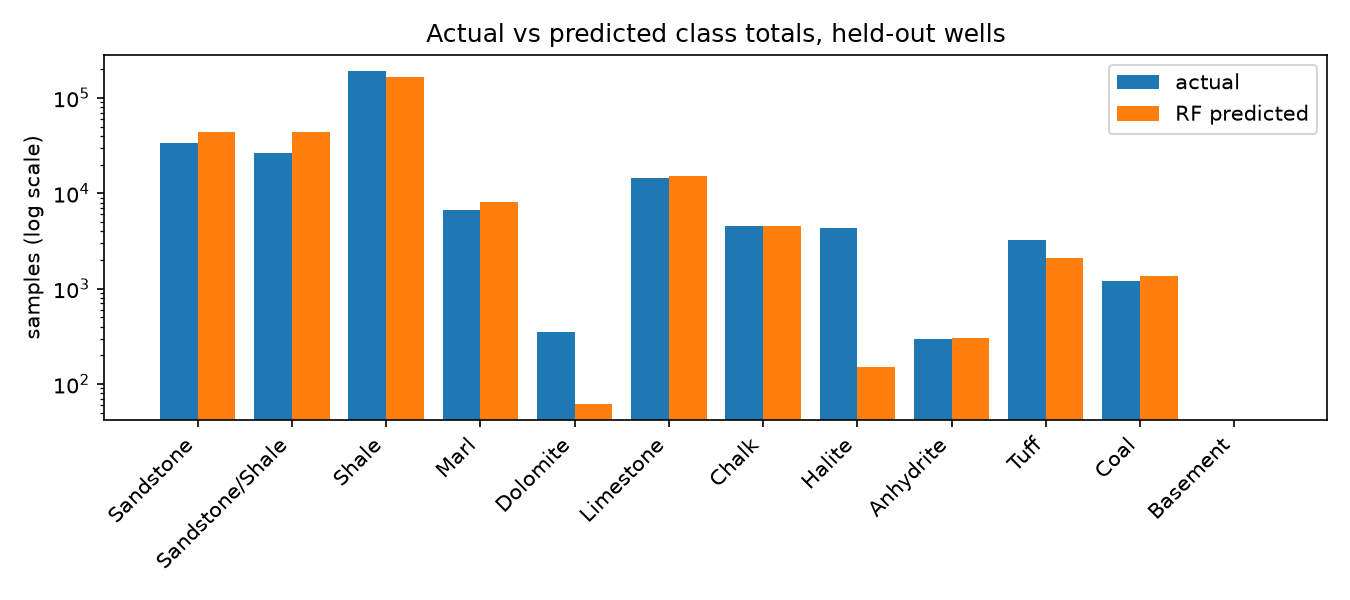 Actual vs predicted class totals, held-out wells
samples (log scale)
10^5
10^4
10^3
10^2
actual
RF predicted
Sandstone
Sandstone/Shale
Shale
Marl
Dolomite
Limestone
Chalk
Halite
Anhydrite
Tuff
Coal
Basement